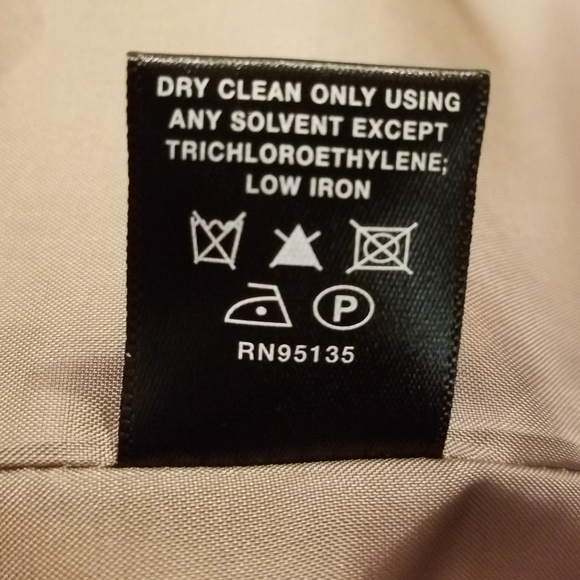 DRY CLEAN ONLY USING
ANY SOLVENT EXCEPT
TRICHLOROETHYLENE;
LOW IRON
P
RN95135